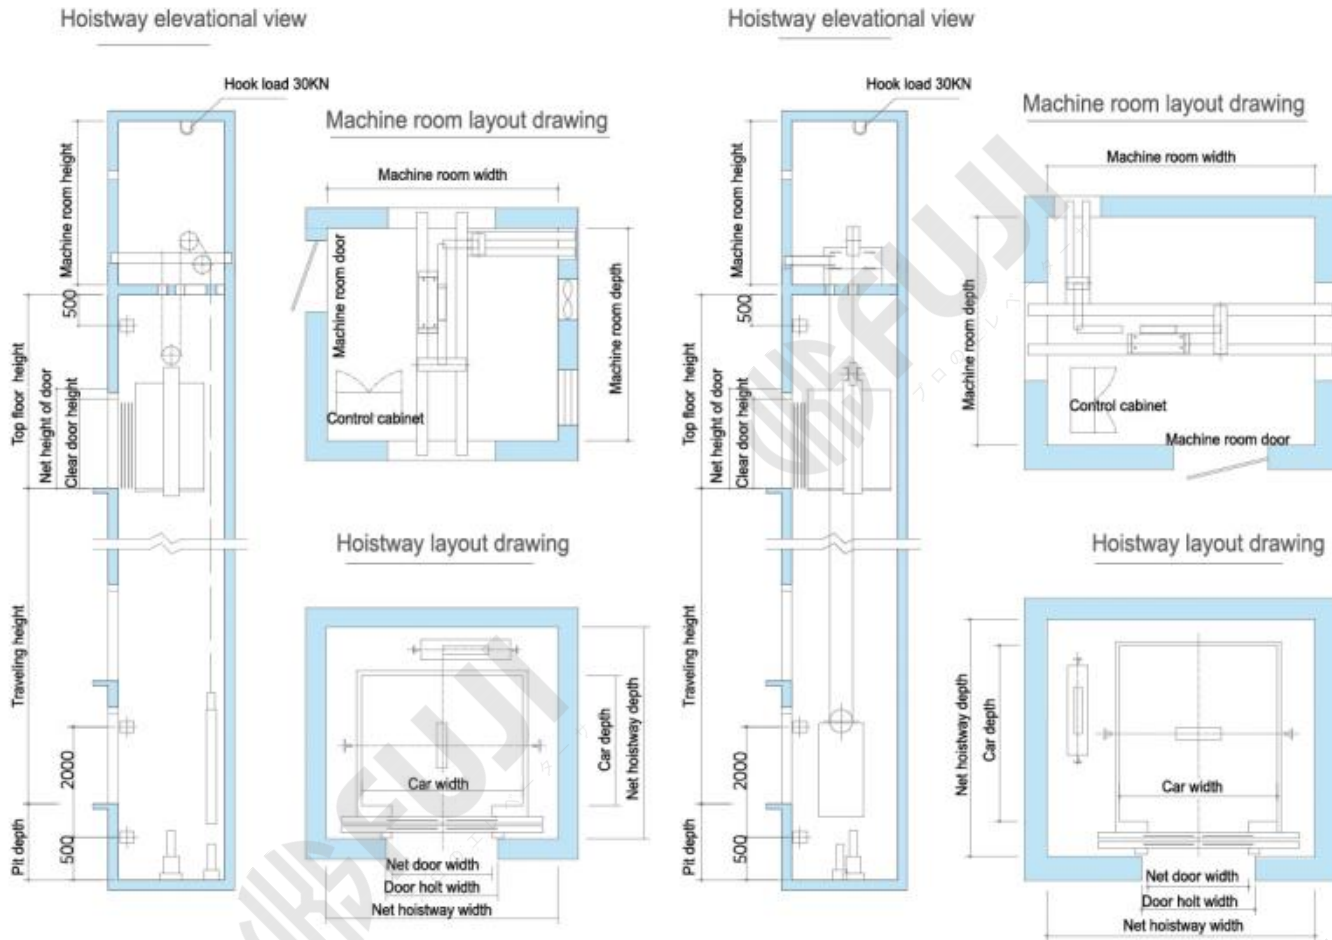 Hoistway elevational view
Hook load 30KN
Machine room height
500
Top floor height
Net height of door
Clear door height
Traveling height
2000
Pit depth
500
Machine room layout drawing
Machine room width
Machine room door
Machine room depth
Control cabinet
Hoistway layout drawing
Car depth
Net hoistway depth
Car width
Net door width
Door holt width
Net hoistway width
Hoistway elevational view
Hook load 30KN
Machine room height
500
Top floor height
Net height of door
Clear door height
Traveling height
2000
Pit depth
500
Machine room layout drawing
Machine room width
Machine room depth
Control cabinet
Machine room door
Hoistway layout drawing
Net hoistway depth
Car depth
Car width
Net door width
Door holt width
Net hoistway width
FUJI
FUJI